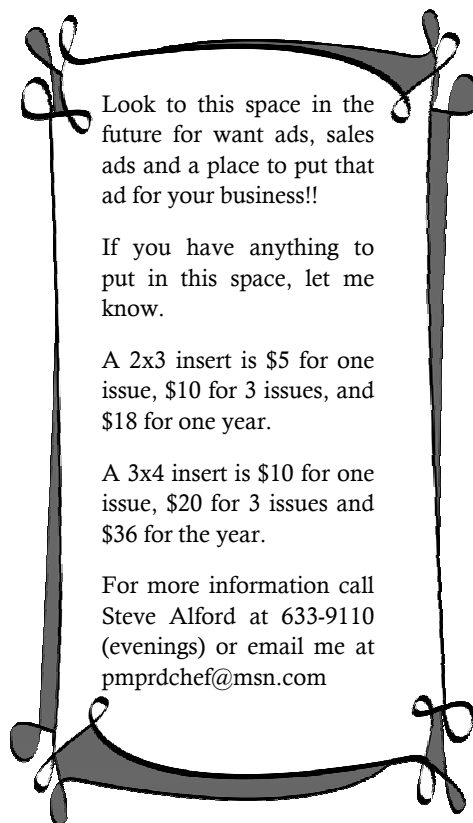 Look to this space in the
future for want ads, sales
ads and a place to put that
ad for your business!!
If you have anything to
put in this space, let me
know.
A 2x3 insert is $5 for one
issue, $10 for 3 issues, and
$18 for one year.
A 3x4 insert is $10 for one
issue, $20 for 3 issues and
$36 for the year.
For more information call
Steve Alford at 633-9110
(evenings) or email me at
pmprdchef@msn.com